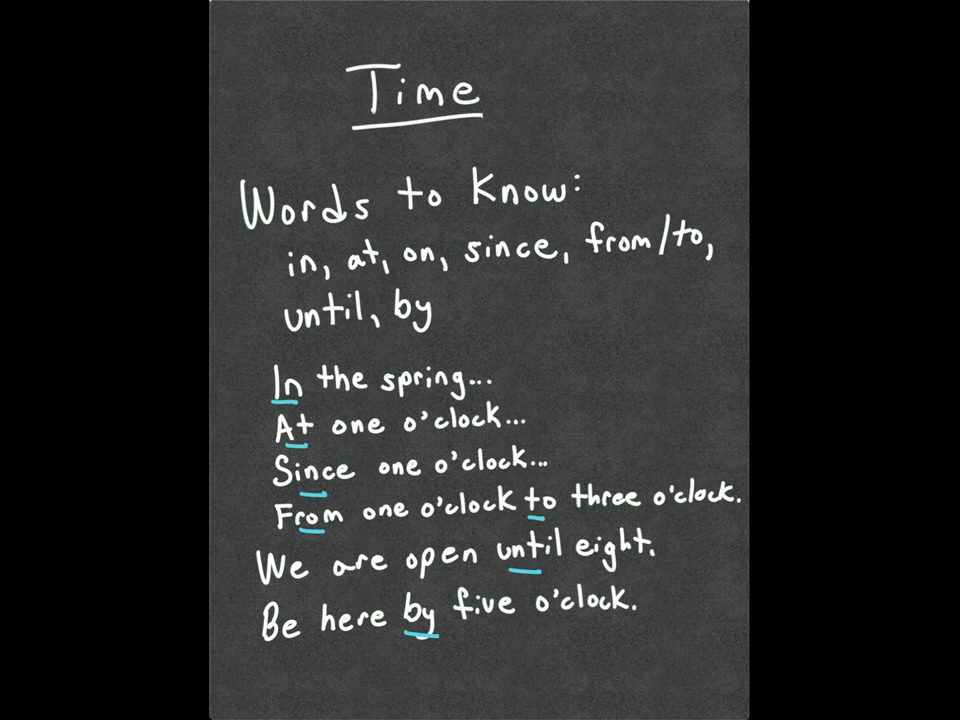 Time
Words to know:
in, at, on, since, from/to,
until, by
In the spring...
At one o'clock...
Since one o'clock...
From one o'clock to three o'clock.
We are open until eight.
Be here by five o'clock.